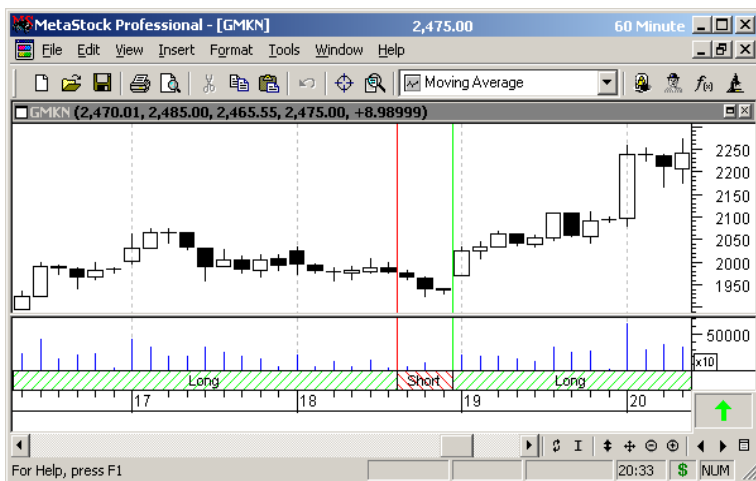 MetaStock Professional - [GMKN] 2,475.00 60 Minute
File Edit View Insert Format Tools Window Help
Moving Average f(x)
GMKN (2,470.01, 2,485.00, 2,465.55, 2,475.00, +8.98999)
2250
2200
2150
2100
2050
2000
1950
50000
x10
Long Short Long
17 18 19 20
For Help, press F1 20:33 $ NUM